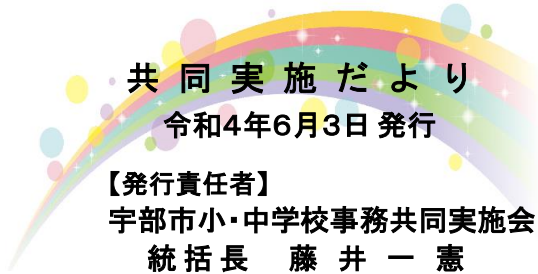 共同実施だより
令和4年6月3日 発行
【発行責任者】
宇部市小・中学校事務共同実施会
統括長 藤井一憲